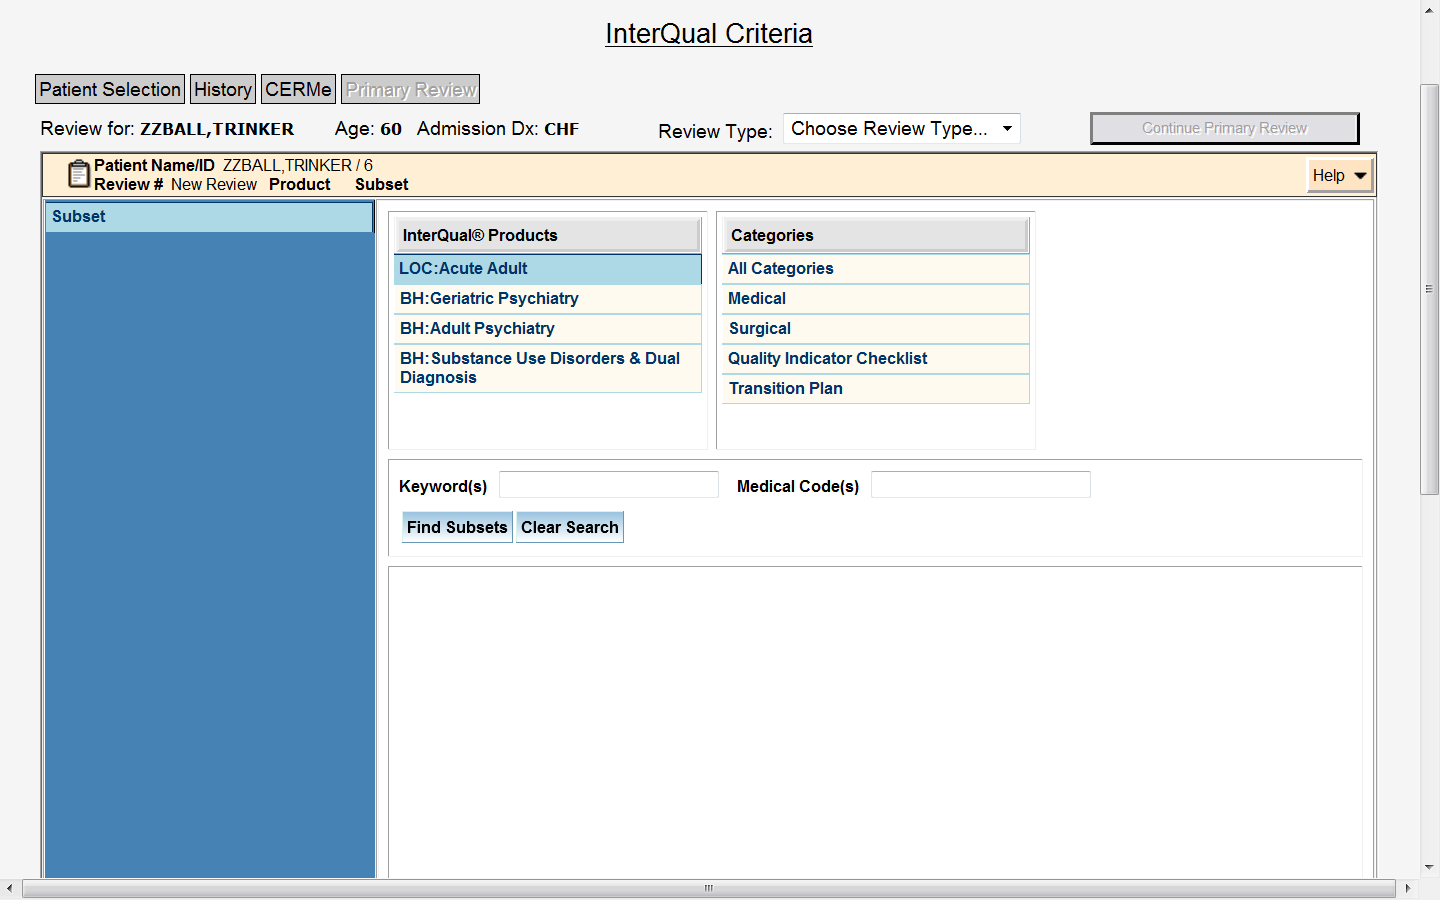 InterQual Criteria
Patient Selection History CERMe Primary Review
Review for: ZZBALL,TRINKER Age: 60 Admission Dx: CHF Review Type: Choose Review Type... Continue Primary Review
Patient Name/ID ZZBALL,TRINKER / 6
Review # New Review Product Subset
Help
Subset
InterQual® Products
LOC:Acute Adult
BH:Geriatric Psychiatry
BH:Adult Psychiatry
BH:Substance Use Disorders & Dual
Diagnosis
Categories
All Categories
Medical
Surgical
Quality Indicator Checklist
Transition Plan
Keyword(s) Medical Code(s)
Find Subsets Clear Search